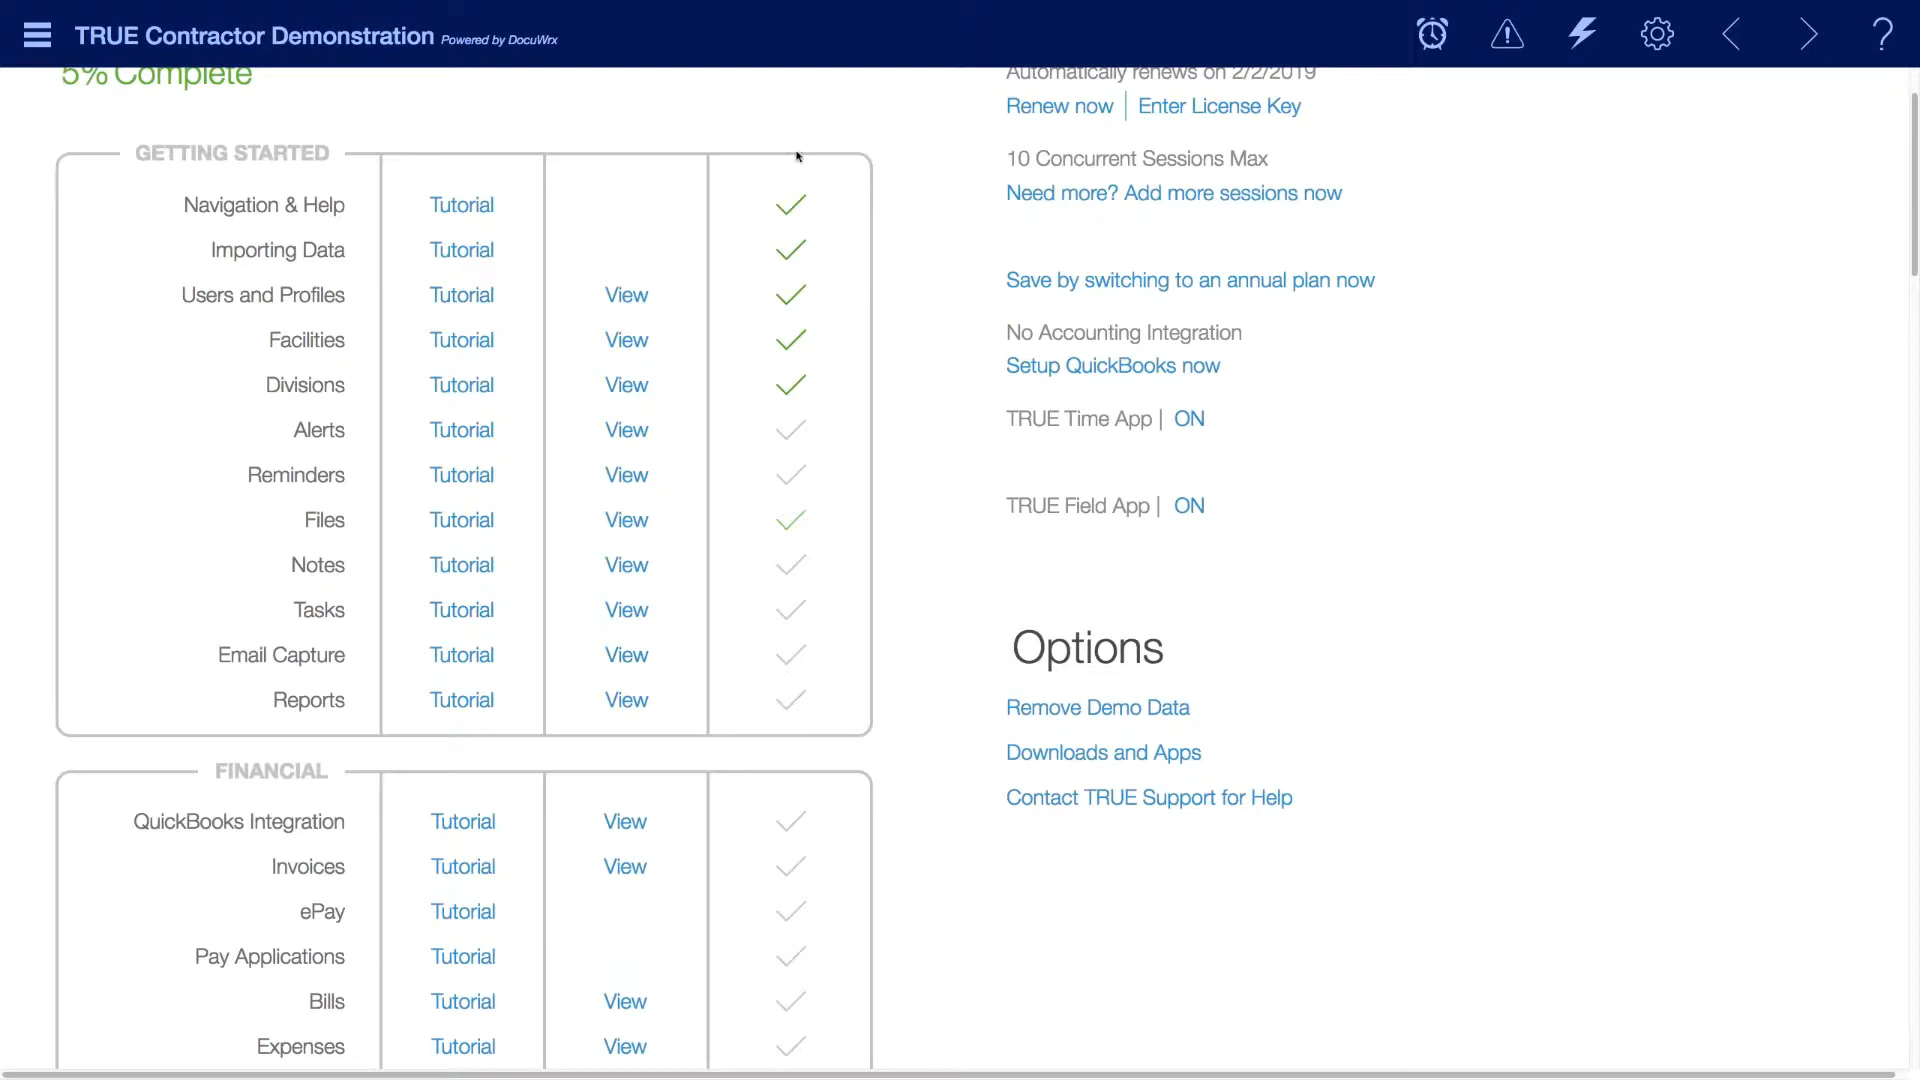 TRUE Contractor Demonstration Powered by DocuWrx
5% Complete
GETTING STARTED
Navigation & Help Tutorial
Importing Data Tutorial
Users and Profiles Tutorial View
Facilities Tutorial View
Divisions Tutorial View
Alerts Tutorial View
Reminders Tutorial View
Files Tutorial View
Notes Tutorial View
Tasks Tutorial View
Email Capture Tutorial View
Reports Tutorial View
FINANCIAL
QuickBooks Integration Tutorial View
Invoices Tutorial View
ePay Tutorial
Pay Applications Tutorial
Bills Tutorial View
Expenses Tutorial View
Automatically renews on 2/2/2019
Renew now | Enter License Key
10 Concurrent Sessions Max
Need more? Add more sessions now
Save by switching to an annual plan now
No Accounting Integration
Setup QuickBooks now
TRUE Time App | ON
TRUE Field App | ON
Options
Remove Demo Data
Downloads and Apps
Contact TRUE Support for Help